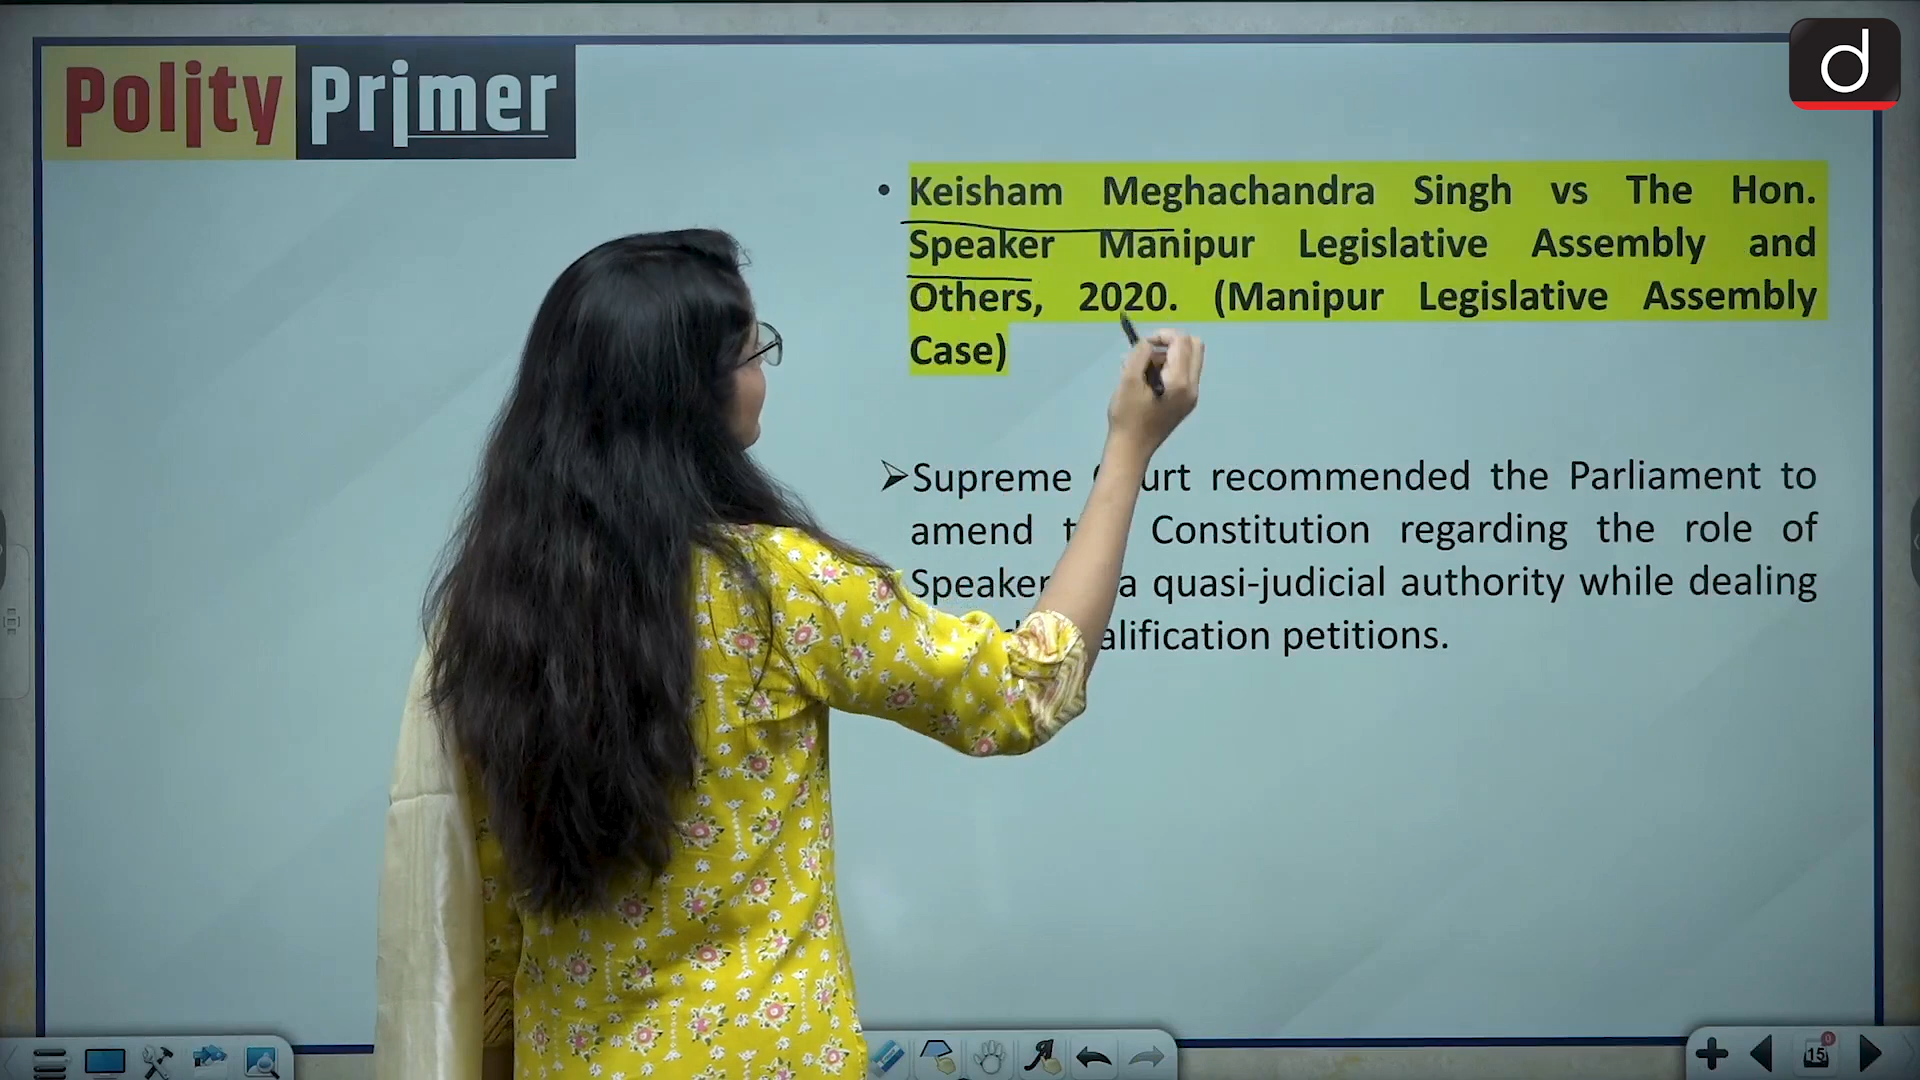 Polity Primer
d
• Keisham Meghachandra Singh vs The Hon.
Speaker Manipur Legislative Assembly and
Others, 2020. (Manipur Legislative Assembly
Case)
➢Supreme urt recommended the Parliament to
amend Constitution regarding the role of
Speaker a quasi-judicial authority while dealing
alification petitions.
15
0